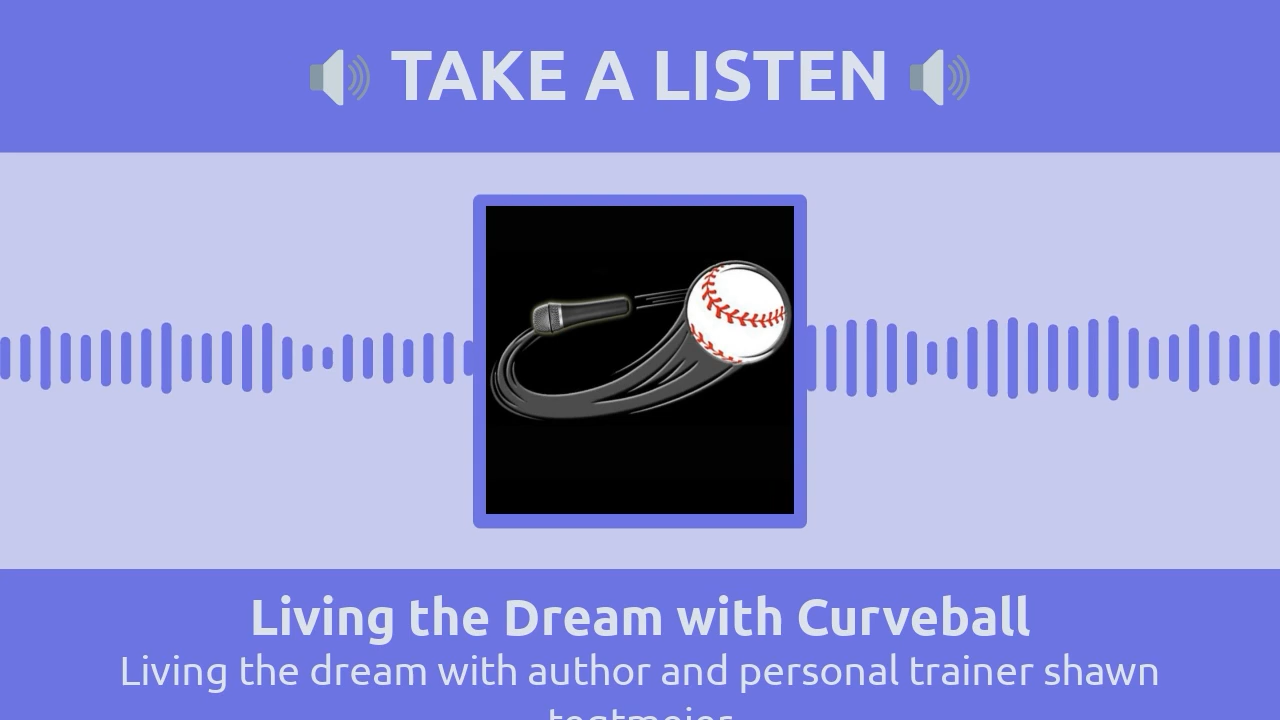 TAKE A LISTEN
Living the Dream with Curveball
Living the dream with author and personal trainer shawn